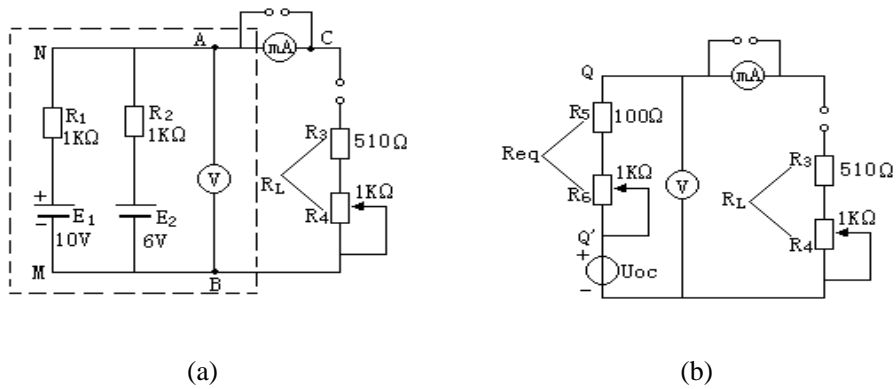 A
mA
C
N
R1
1KΩ
R2
1KΩ
V
R3
510Ω
RL
1KΩ
R4
+
−
E1
10V
E2
6V
M
B
(a)
Q
mA
R5
100Ω
Req
1KΩ
R6
V
R3
510Ω
RL
1KΩ
R4
Q'
+
Uoc
−
(b)